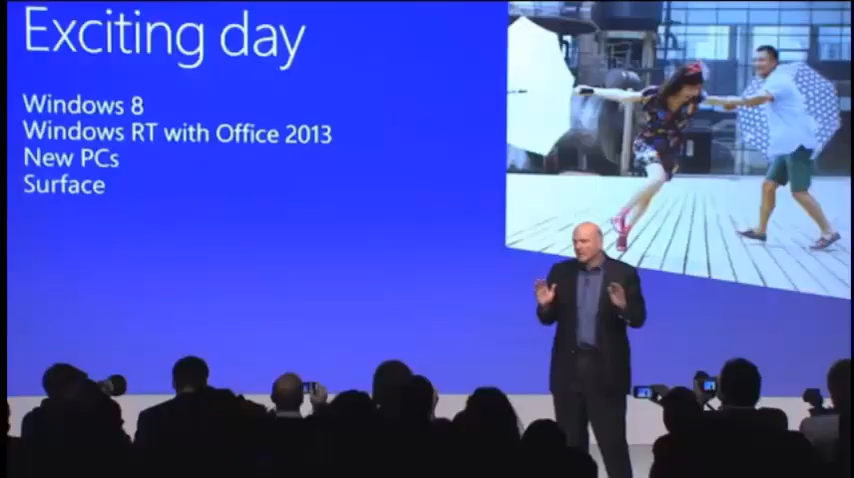 Exciting day
Windows 8
Windows RT with Office 2013
New PCs
Surface